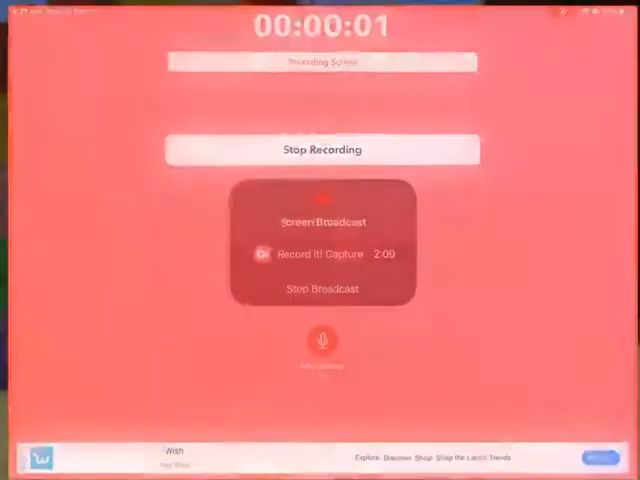 00:00:01
Recording Screen
Stop Recording
Screen Broadcast
Record it! Capture 2:09
Stop Broadcast
Wish
Explore. Discover. Shop. Shop the Latest Trends